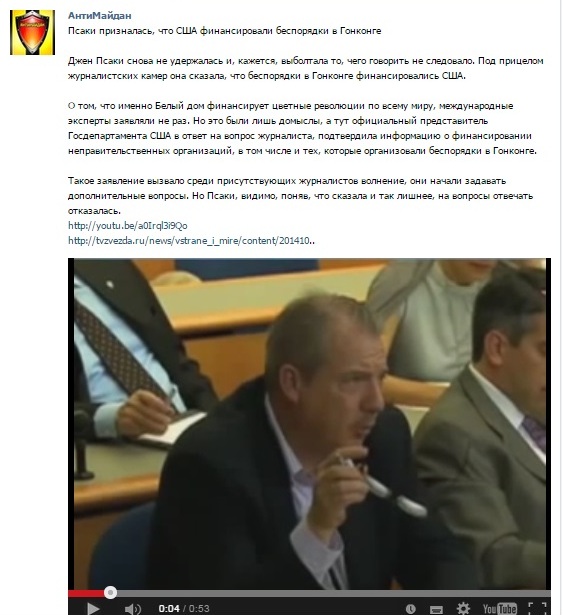 АнтиМайдан
Псаки призналась, что США финансировали беспорядки в Гонконге
Джен Псаки снова не удержалась и, кажется, выболтала то, чего говорить не следовало. Под прицелом
журналистских камер она сказала, что беспорядки в Гонконге финансировались США.
О том, что именно Белый дом финансирует цветные революции по всему миру, международные
эксперты заявляли не раз. Но это были лишь домыслы, а тут официальный представитель
Госдепартамента США в ответ на вопрос журналиста, подтвердила информацию о финансировании
неправительственных организаций, в том числе и тех, которые организовали беспорядки в Гонконге.
Такое заявление вызвало среди присутствующих журналистов волнение, они начали задавать
дополнительные вопросы. Но Псаки, видимо, поняв, что сказала и так лишнее, на вопросы отвечать
отказалась.
http://youtu.be/a0Irql3i9Qo
http://tvzvezda.ru/news/vstrane_i_mire/content/201410..
0:04 / 0:53
YouTube